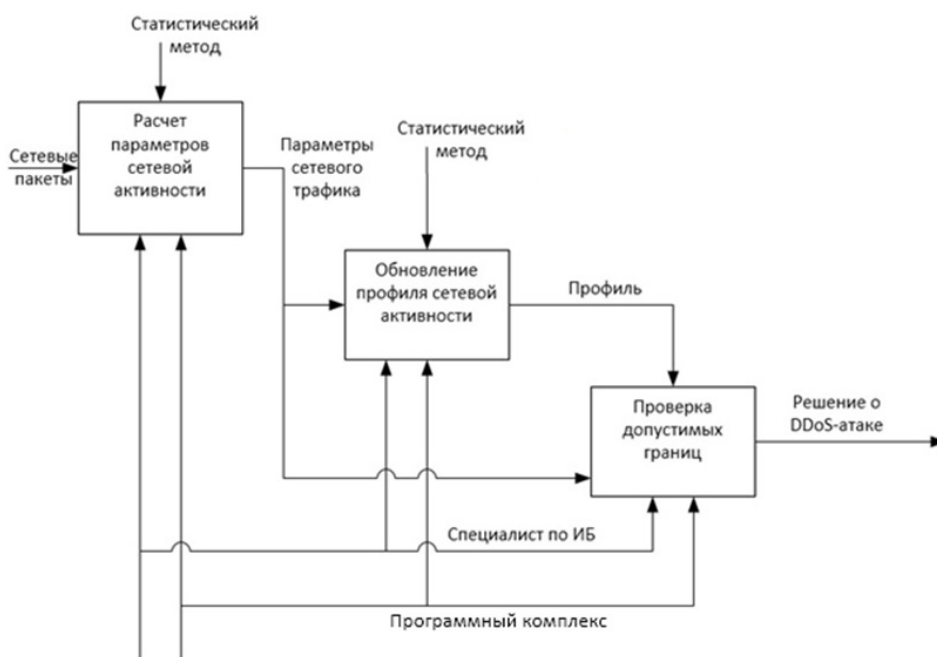 Статистический
метод
Расчет
параметров
сетевой
активности
Сетевые
пакеты
Параметры
сетевого
трафика
Статистический
метод
Обновление
профиля сетевой
активности
Профиль
Проверка
допустимых
границ
Решение о
DDoS-атаке
Специалист по ИБ
Программный комплекс